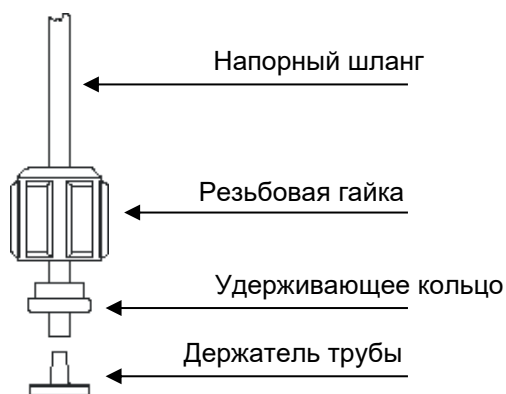 Напорный шланг
Резьбовая гайка
Удерживающее кольцо
Держатель трубы